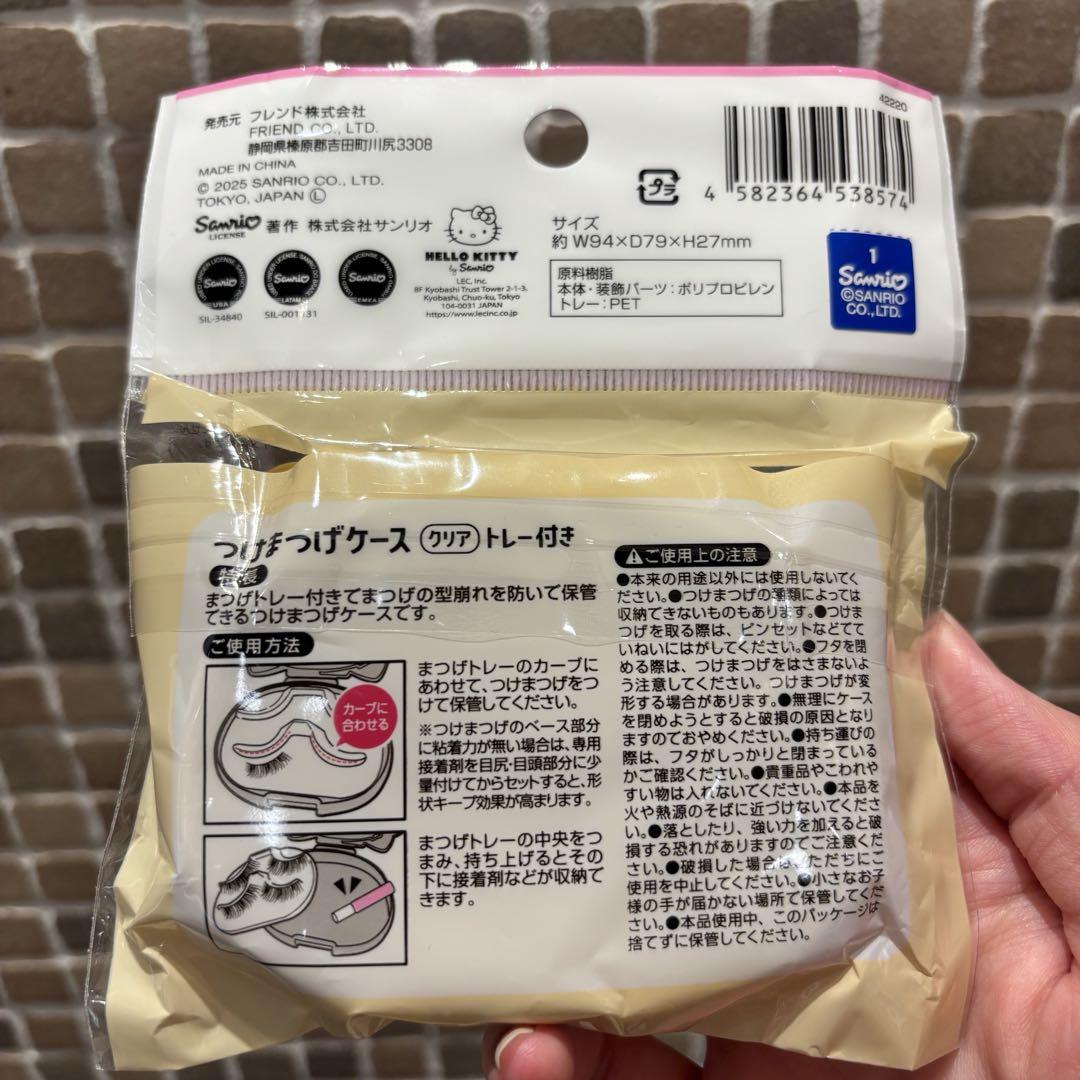 発売元 フレンド株式会社
FRIEND CO., LTD.
静岡県榛原郡吉田町川尻3308
MADE IN CHINA
© 2025 SANRIO CO., LTD.
TOKYO, JAPAN Ⓛ
Sanrio 著作 株式会社サンリオ
LICENSE
Sanrio
USA
SIL-34840
Sanrio
LATAM
Sanrio
EMEA
HELLO KITTY
by Sanrio
LEC, Inc.
8F Kyobashi Trust Tower 2-1-3,
Kyobashi, Chuo-ku, Tokyo
104-0031 JAPAN
https://www.lecinc.co.jp
42220
プラ
4 582364 538574
サイズ
約 W94×D79×H27mm
原料樹脂
本体・装飾パーツ：ポリプロピレン
トレー：PET
1
Sanrio
©SANRIO
CO., LTD.
つけまつげケース クリア トレー付き
特長
まつげトレー付きでまつげの型崩れを防いで保管
できるつけまつげケースです。
ご使用方法
カーブに
合わせる
まつげトレーのカーブに
あわせて、つけまつげをつ
けて保管してください。
※つけまつげのベース部分
に粘着力が無い場合は、専用
接着剤を目尻・目頭部分に少
量付けてからセットすると、形
状キープ効果が高まります。
まつげトレーの中央をつ
まみ、持ち上げるとその
下に接着剤などが収納で
きます。
ご使用上の注意
●本来の用途以外には使用しないでく
ださい。●つけまつげの種類によっては
収納できないものもあります。●つけま
つげを取る際は、ピンセットなどでて
いねいにはがしてください。●フタを閉
める際は、つけまつげをはさまないよ
う注意してください。つけまつげが変
形する場合があります。●無理にケース
を閉めようとすると破損の原因となり
ますのでおやめください。●持ち運びの
際は、フタがしっかりと閉まっている
かご確認ください。●貴重品やこわれや
すい物は入れないでください。●本品を
火や熱源のそばに近づけないでくださ
い。●落としたり、強い力を加えると破
損する恐れがありますのでご注意くだ
さい。●破損した場合は、ただちにご
使用を中止してください。●小さなお子
様の手が届かない場所で保管してくだ
さい。●本品使用中、このパッケージは
捨てずに保管してください。